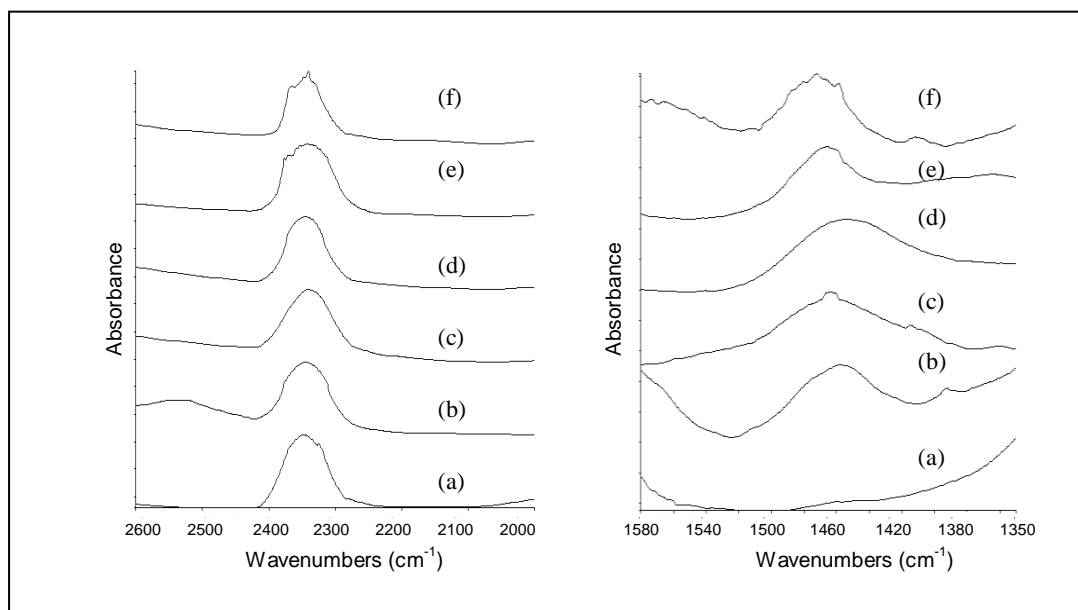 Absorbance
(f)
(e)
(d)
(c)
(b)
(a)
2600 2500 2400 2300 2200 2100 2000
Wavenumbers (cm⁻¹)
Absorbance
(f)
(e)
(d)
(c)
(b)
(a)
1580 1540 1500 1460 1420 1380 1350
Wavenumbers (cm⁻¹)